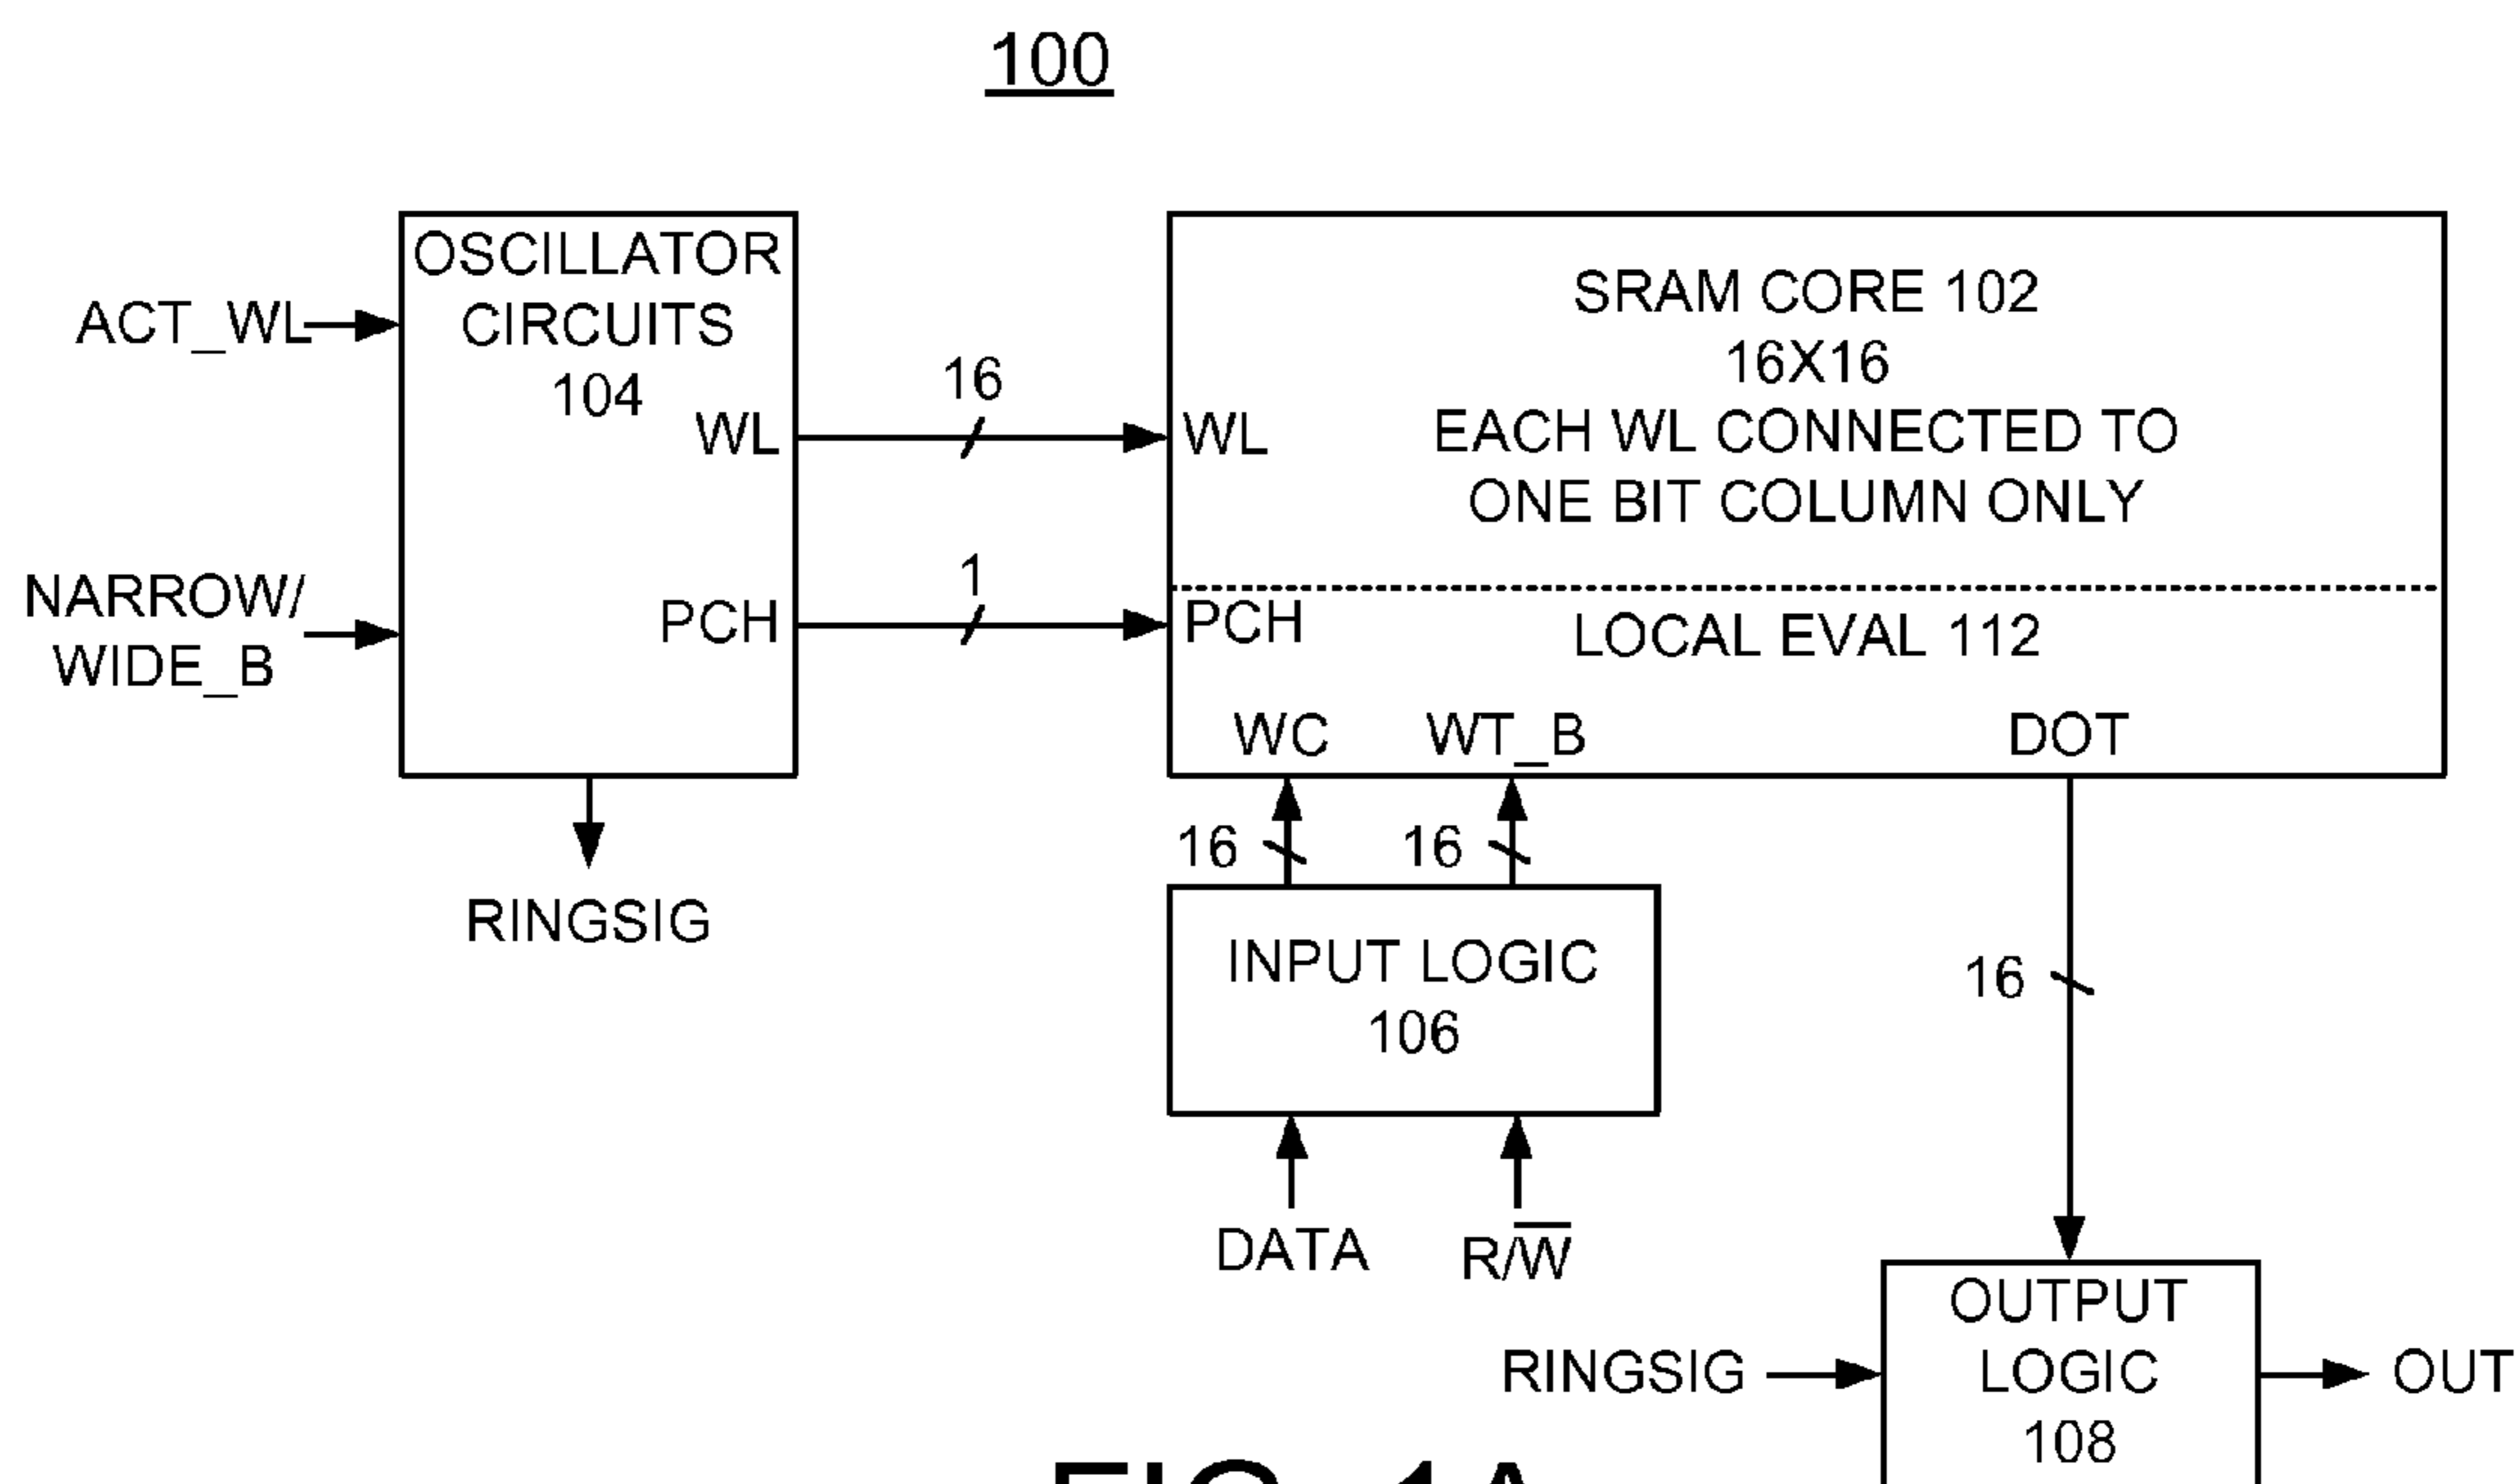 100
OSCILLATOR
CIRCUITS
104
ACT_WL
NARROW/
WIDE_B
WL
PCH
16
1
RINGSIG
SRAM CORE 102
16X16
EACH WL CONNECTED TO
ONE BIT COLUMN ONLY
WL
PCH
LOCAL EVAL 112
WC WT_B DOT
16 16
INPUT LOGIC
106
DATA R/W̅
16
RINGSIG
OUTPUT
LOGIC
108
OUT
FIG. 1A